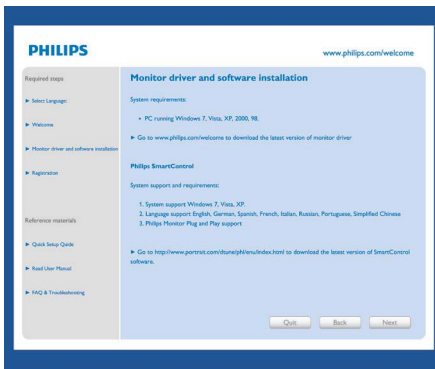 PHILIPS
www.philips.com/welcome
Required steps
Select Language:
Welcome
Monitor driver and software installation
Registration
Reference materials
Quick Setup Qaide
Read User Manual
FAQ & Troubleshooting
Monitor driver and software installation
System requirements:
• PC running Windows 7, Vista, XP, 2000, 98.
Go to www.philips.com/welcome to download the latest version of monitor driver
Philips SmartControl
System support and requirements:
1. System support Windows 7, Vista, XP.
2. Language support English, German, Spanish, French, Italian, Russian, Portuguese, Simplified Chinese
3. Philips Monitor Plug and Play support
Go to http://www.portrait.com/dtune/phl/enu/index.html to download the latest version of SmartControl
software.
Quit
Back
Next